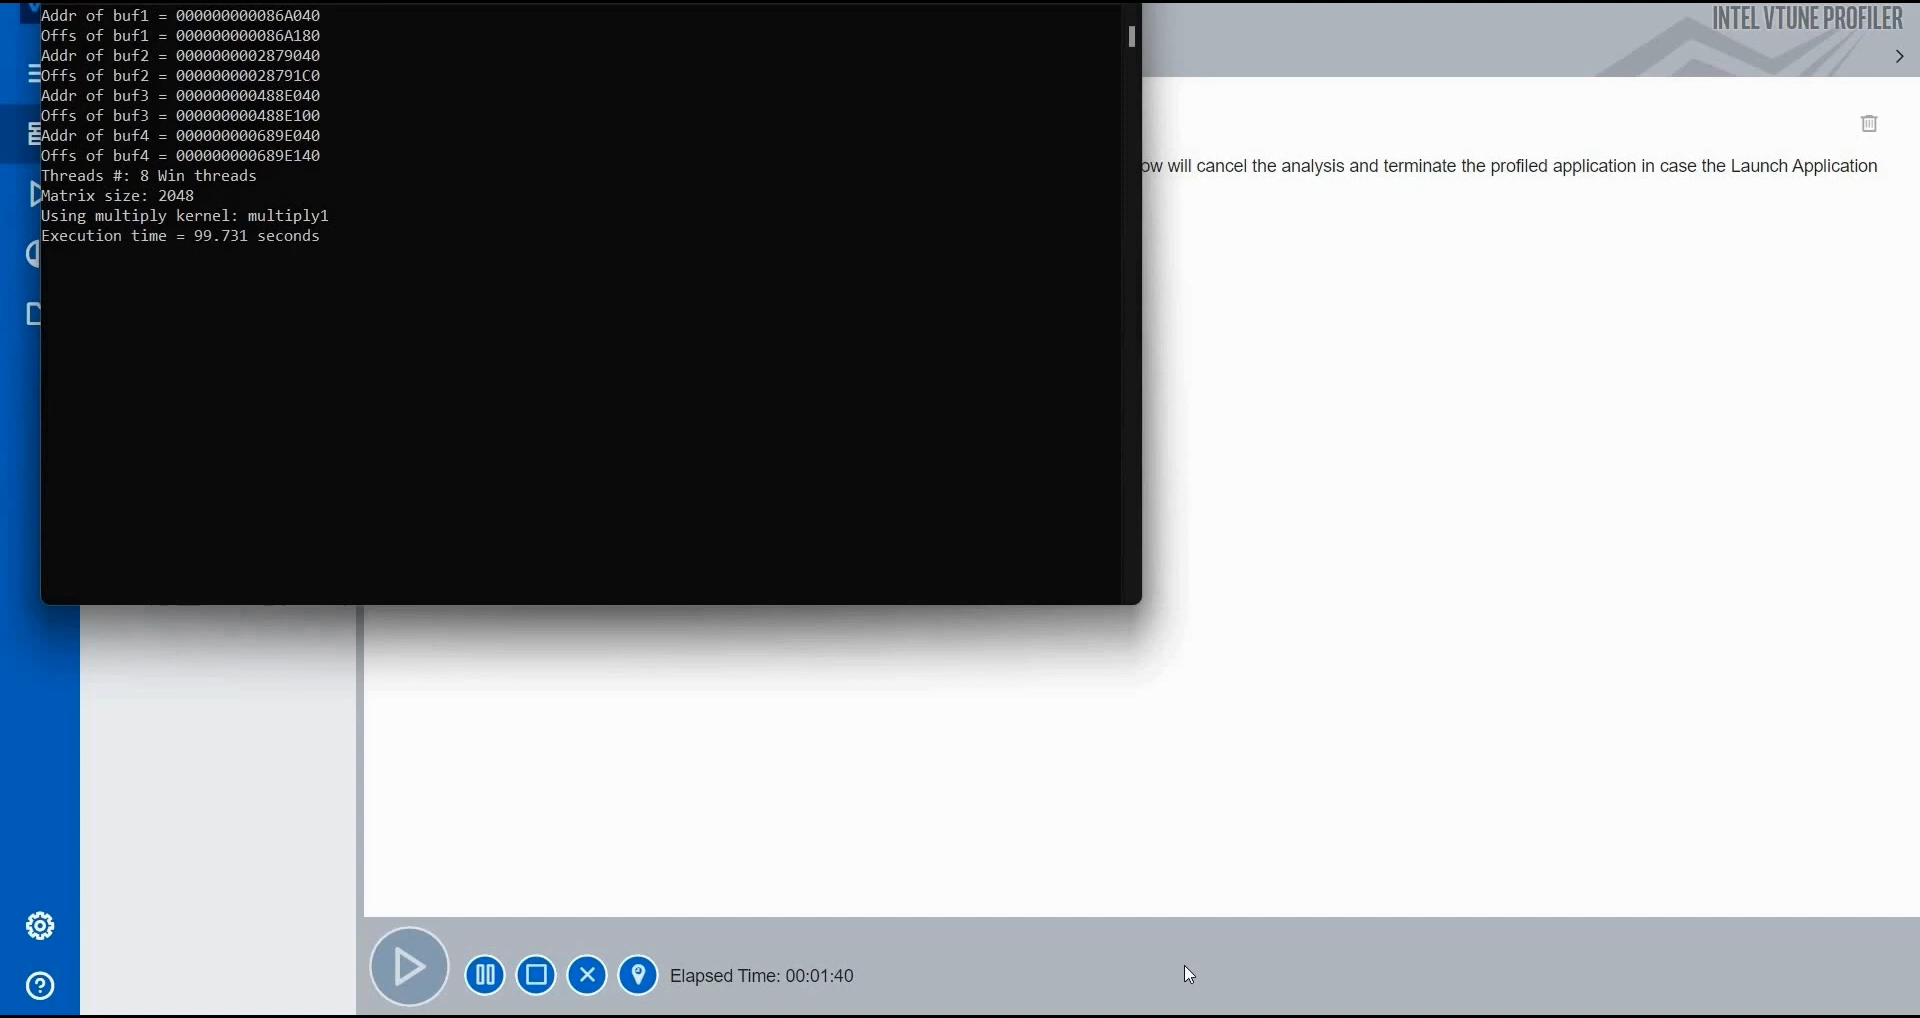 Addr of buf1 = 000000000086A040
Offs of buf1 = 000000000086A180
Addr of buf2 = 0000000002879040
Offs of buf2 = 00000000028791C0
Addr of buf3 = 000000000488E040
Offs of buf3 = 000000000488E100
Addr of buf4 = 000000000689E040
Offs of buf4 = 000000000689E140
Threads #: 8 Win threads
Matrix size: 2048
Using multiply kernel: multiply1
Execution time = 99.731 seconds
INTEL VTUNE PROFILER
ow will cancel the analysis and terminate the profiled application in case the Launch Application
Elapsed Time: 00:01:40